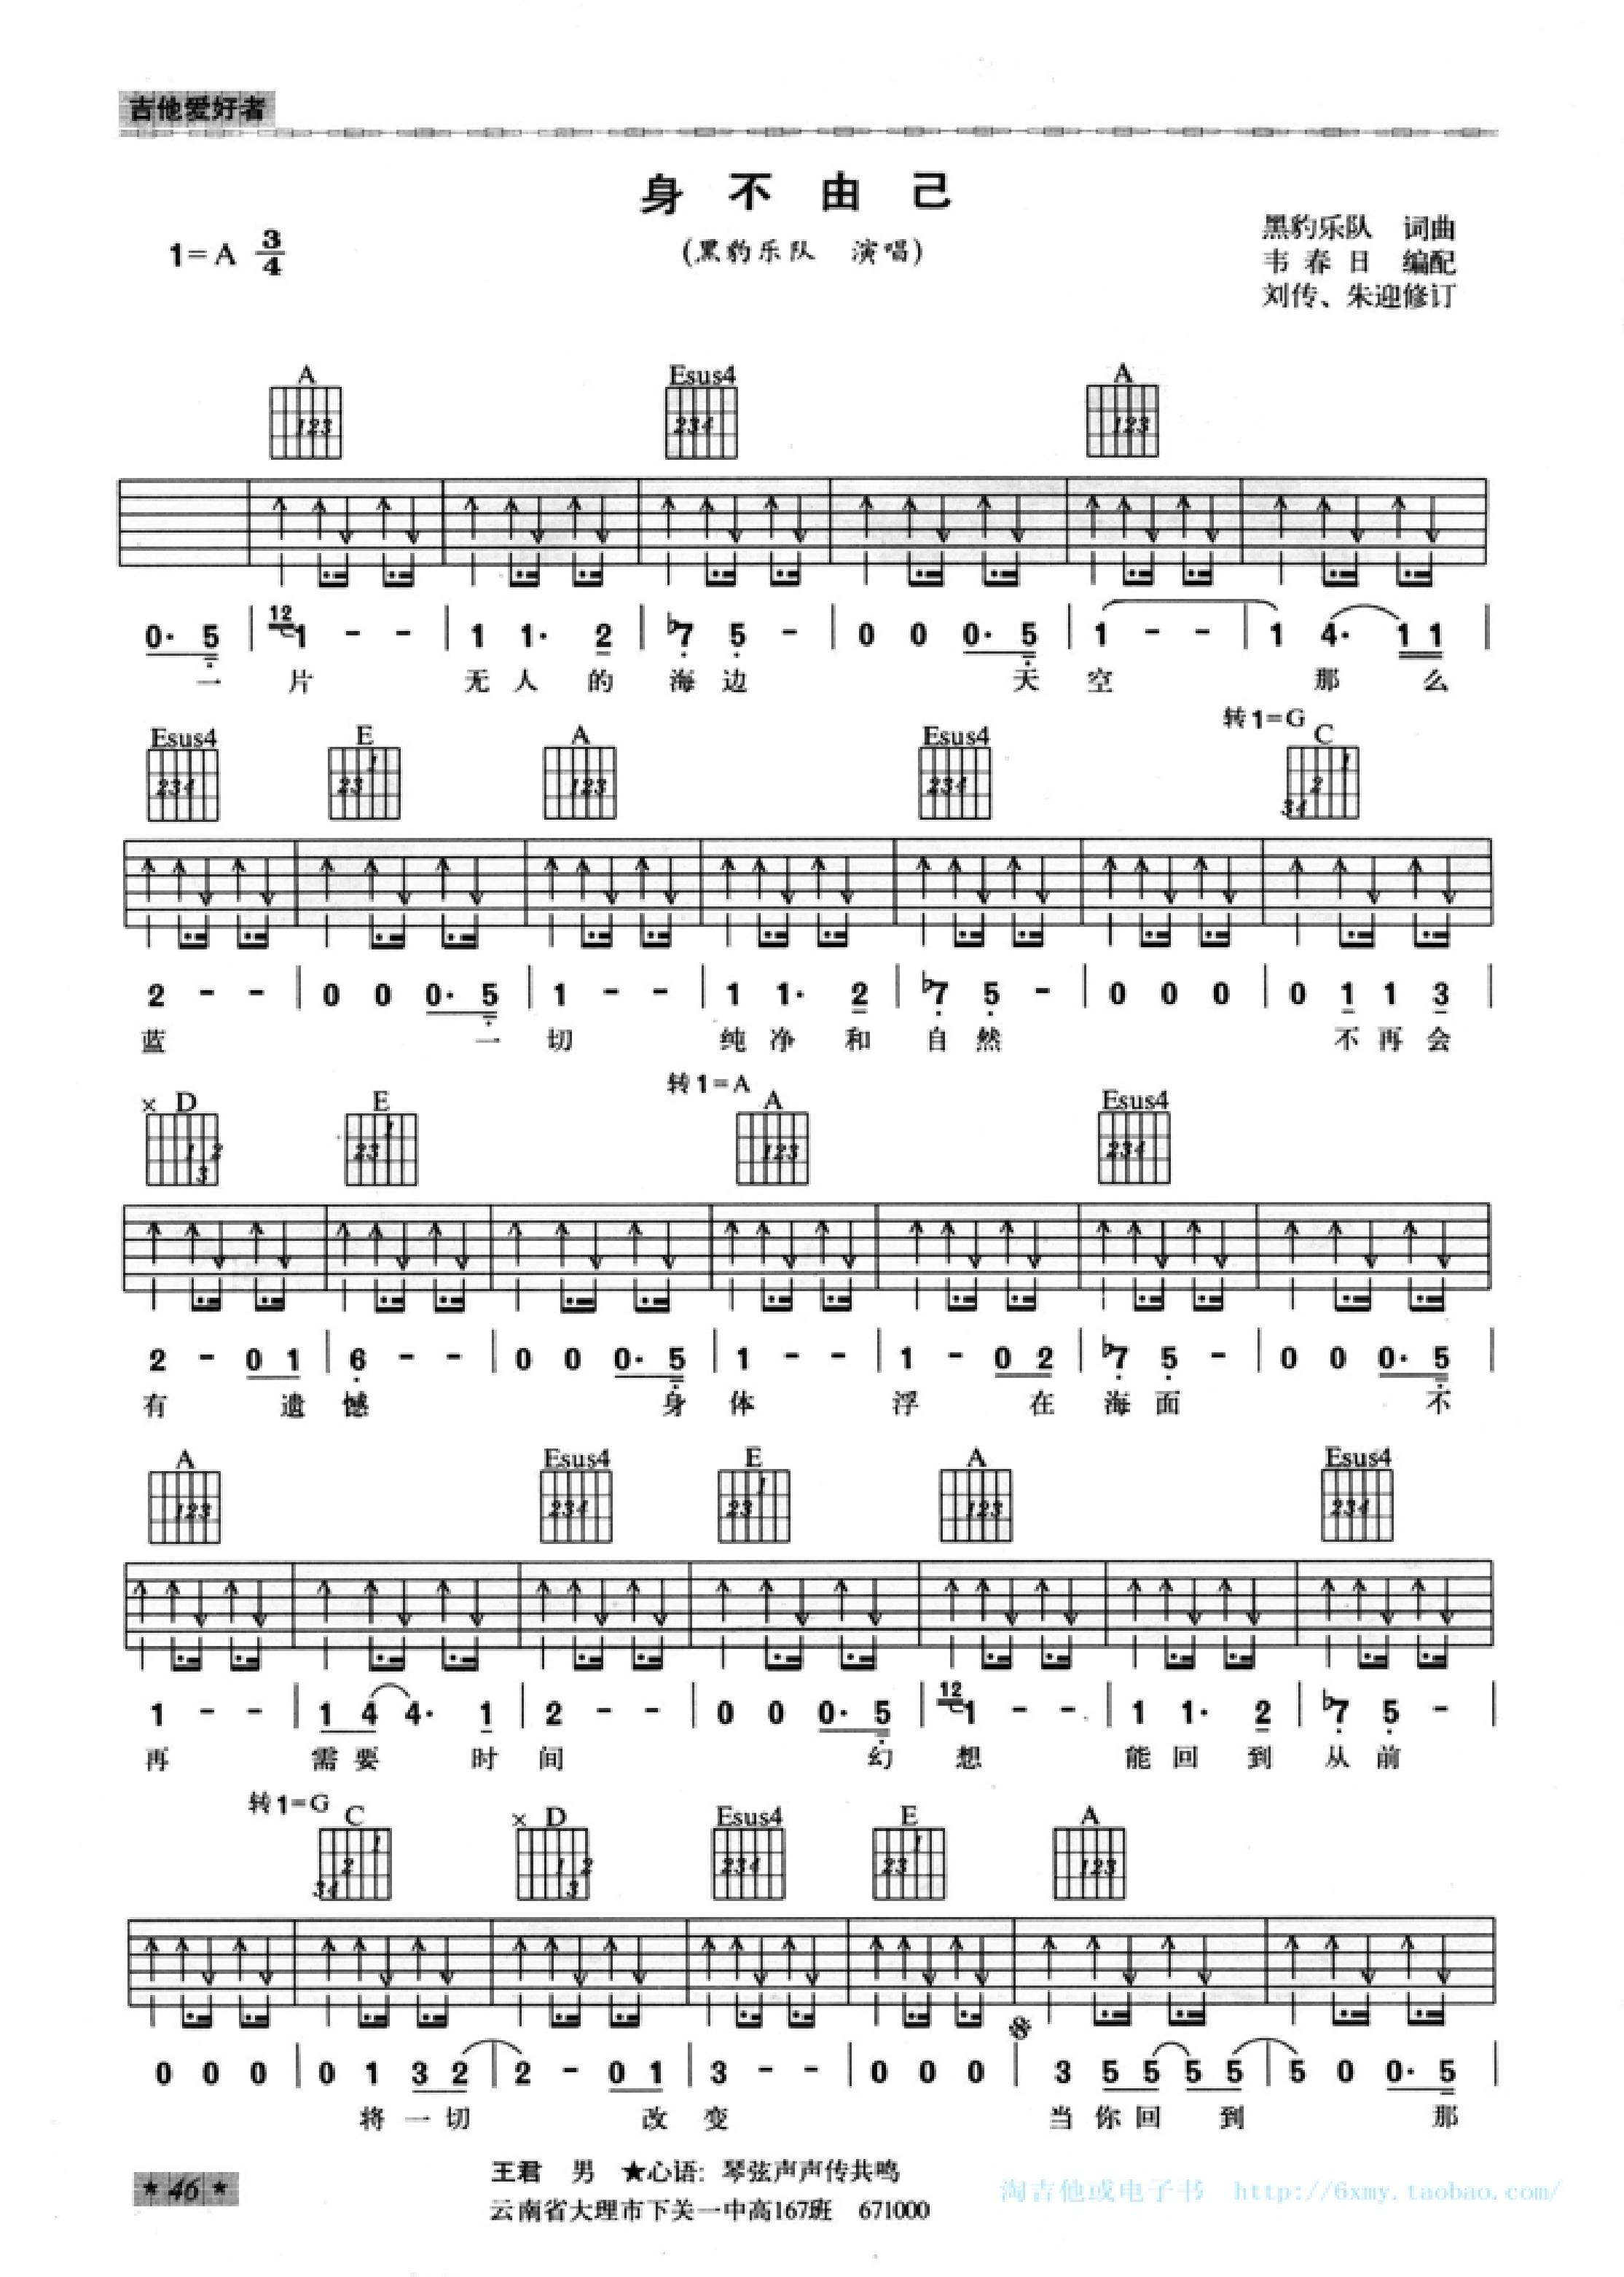 吉他爱好者
身 不 由 己
1=A 3/4
(黑豹乐队 演唱)
黑豹乐队 词曲
韦 春 日 编配
刘传、朱迎修订
A Esus4 A
123 234 123
0· 5 | 12 1 - - | 1 1· 2 | ♭7 5 - | 0 0 0· 5 | 1 - - | 1 4· 1 1 |
一 片 无 人 的 海 边 天 空 那 么
转1=G
Esus4 E A Esus4 C
234 1 23 123 234 1 2 34
2 - - | 0 0 0· 5 | 1 - - | 1 1· 2 | ♭7 5 - | 0 0 0 | 0 1 1 3 |
蓝 一 切 纯 净 和 自 然 不 再 会
转1=A
× D E A Esus4
1 2 3 1 23 123 234
2 - 0 1 | 6 - - | 0 0 0· 5 | 1 - - | 1 - 0 2 | ♭7 5 - | 0 0 0· 5 |
有 遗 憾 身 体 浮 在 海 面 不
A Esus4 E A Esus4
123 234 1 23 123 234
1 - - | 1 4 4· 1 | 2 - - | 0 0 0· 5 | 12 1 - - | 1 1· 2 | ♭7 5 - |
再 需 要 时 间 幻 想 能 回 到 从 前
转1=G
C × D Esus4 E A
1 2 34 1 2 3 234 1 23 123
0 0 0 | 0 1 3 2 | 2 - 0 1 | 3 - - | 0 0 0 | 3 5 5 5 5 | 5 0 0· 5 |
将 一 切 改 变 当 你 回 到 那
★ 46 ★
王君 男 ★心语: 琴弦声声传共鸣
云南省大理市下关一中高167班 671000
淘吉他或电子书 http://6xmy.taobao.com/